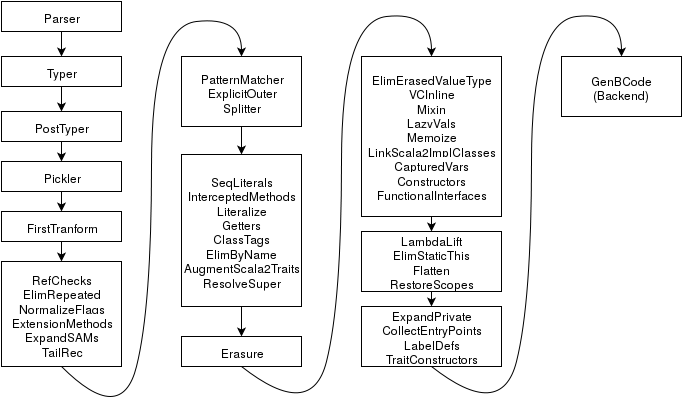 Parser
Typer
PostTyper
Pickler
FirstTranform
RefChecks
ElimRepeated
NormalizeFlags
ExtensionMethods
ExpandSAMs
TailRec
PatternMatcher
ExplicitOuter
Splitter
SeqLiterals
InterceptedMethods
Literalize
Getters
ClassTags
ElimByName
AugmentScala2Traits
ResolveSuper
Erasure
ElimErasedValueType
VCInline
Mixin
LazyVals
Memoize
LinkScala2ImplClasses
CapturedVars
Constructors
FunctionalInterfaces
LambdaLift
ElimStaticThis
Flatten
RestoreScopes
ExpandPrivate
CollectEntryPoints
LabelDefs
TraitConstructors
GenBCode
(Backend)